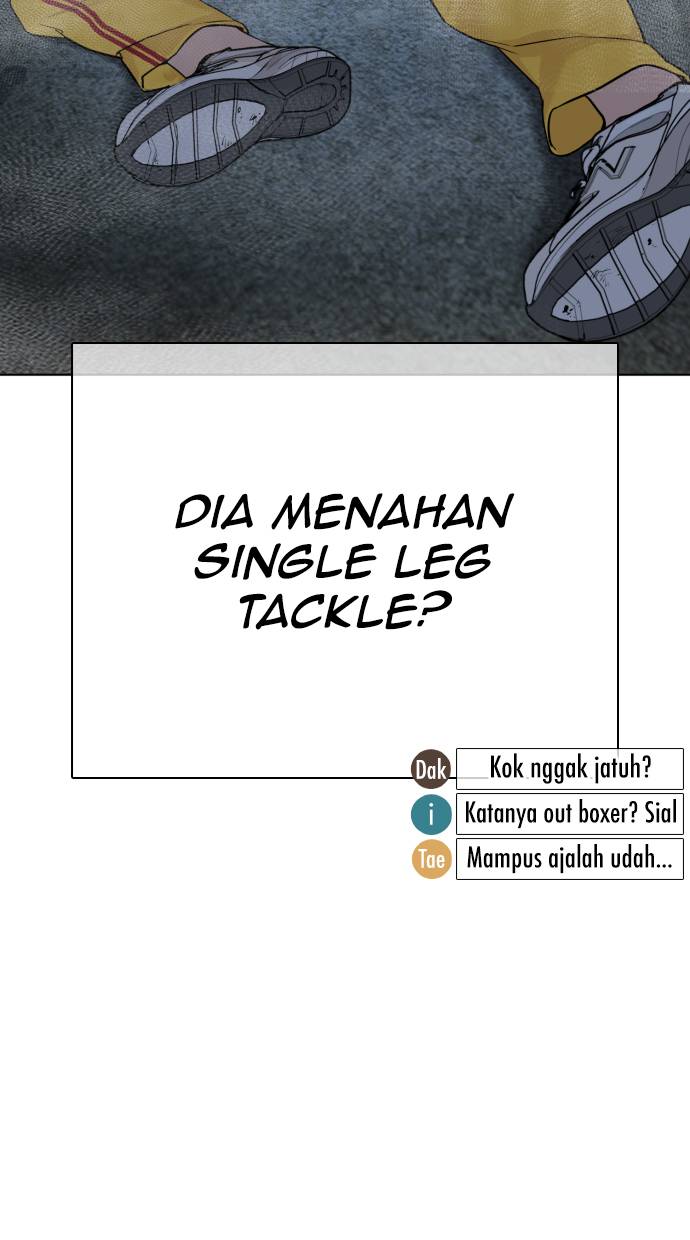 DIA MENAHAN
SINGLE LEG
TACKLE?
Dak Kok nggak jatuh?
i Katanya out boxer? Sial
Tae Mampus ajalah udah...
N